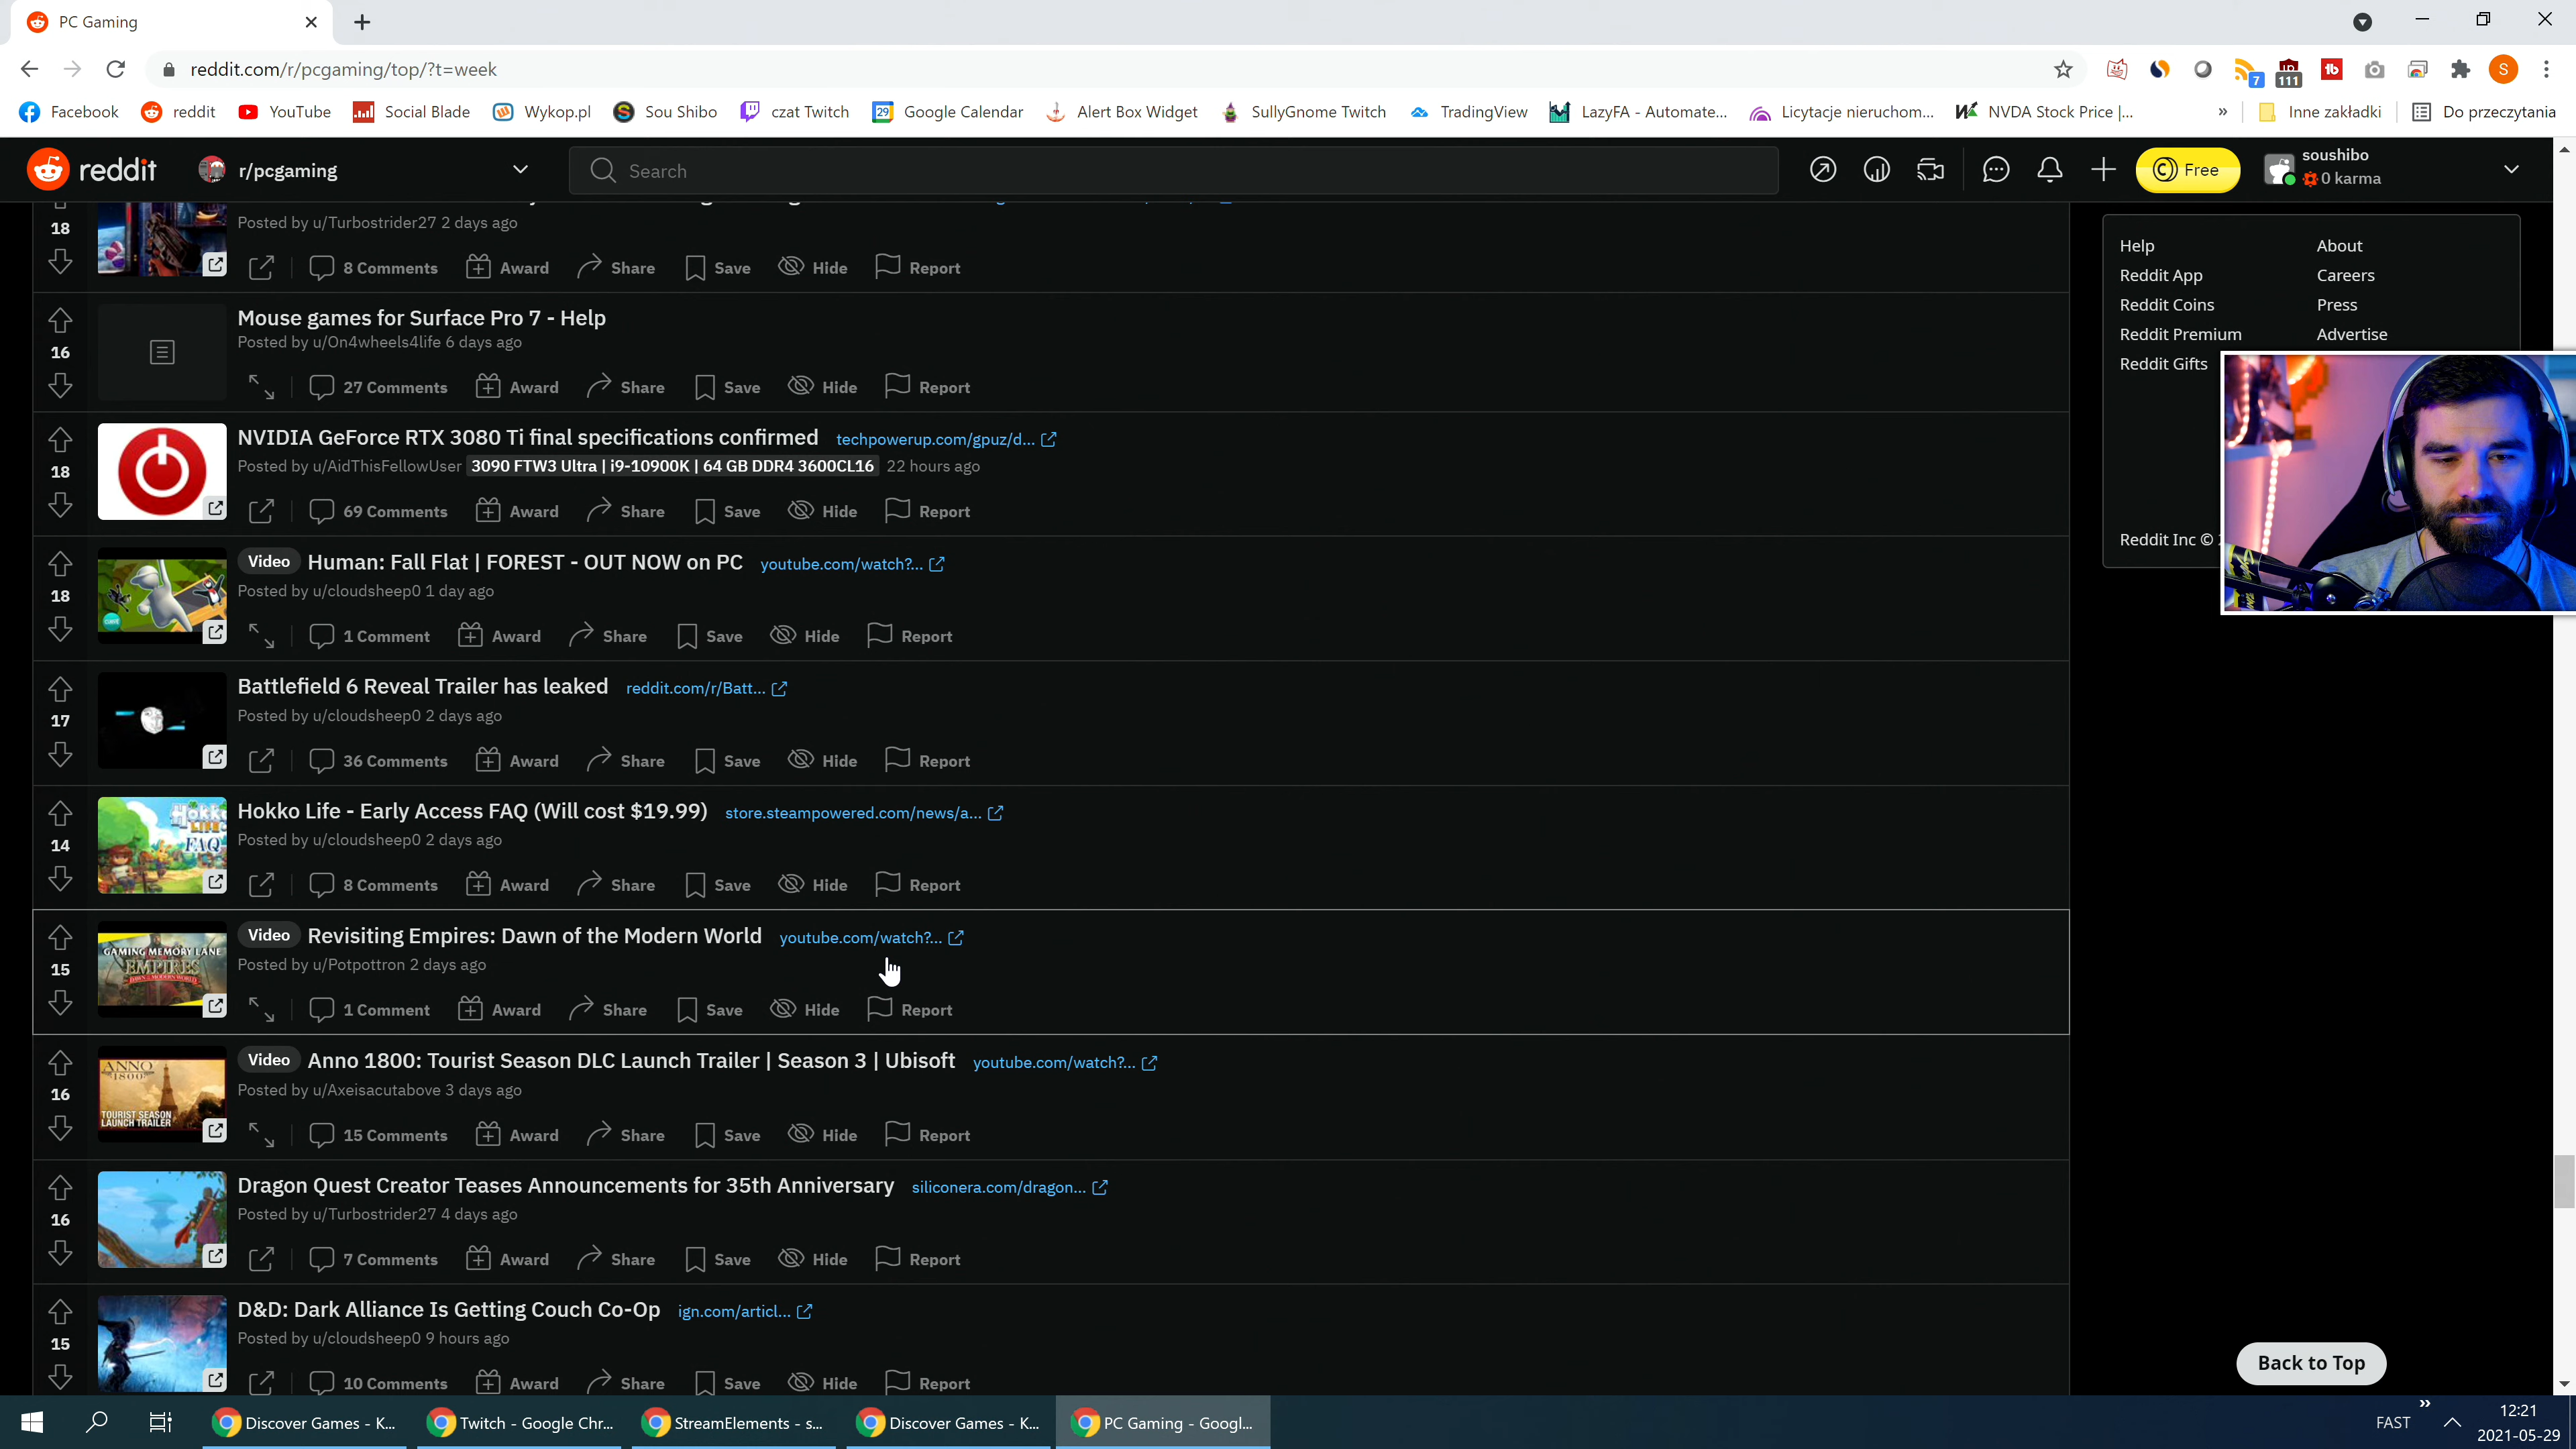 PC Gaming
reddit.com/r/pcgaming/top/?t=week
7
111
S
Facebook
reddit
YouTube
Social Blade
Wykop.pl
Sou Shibo
czat Twitch
29
Google Calendar
Alert Box Widget
SullyGnome Twitch
TradingView
LazyFA - Automate...
Licytacje nieruchom...
NVDA Stock Price |...
»
Inne zakładki
Do przeczytania
reddit
r/pcgaming
Search
Free
soushibo
0 karma
18
Posted by u/Turbostrider27 2 days ago
8 Comments Award Share Save Hide Report
16
Mouse games for Surface Pro 7 - Help
Posted by u/On4wheels4life 6 days ago
27 Comments Award Share Save Hide Report
18
NVIDIA GeForce RTX 3080 Ti final specifications confirmed techpowerup.com/gpuz/d...
Posted by u/AidThisFellowUser 3090 FTW3 Ultra | i9-10900K | 64 GB DDR4 3600CL16 22 hours ago
69 Comments Award Share Save Hide Report
18
Video Human: Fall Flat | FOREST - OUT NOW on PC youtube.com/watch?...
Posted by u/cloudsheep0 1 day ago
1 Comment Award Share Save Hide Report
17
Battlefield 6 Reveal Trailer has leaked reddit.com/r/Batt...
Posted by u/cloudsheep0 2 days ago
36 Comments Award Share Save Hide Report
14
HOKKO LIFE
FAQ
Hokko Life - Early Access FAQ (Will cost $19.99) store.steampowered.com/news/a...
Posted by u/cloudsheep0 2 days ago
8 Comments Award Share Save Hide Report
15
GAMING MEMORY LANE
EMPIRES
Video Revisiting Empires: Dawn of the Modern World youtube.com/watch?...
Posted by u/Potpottron 2 days ago
1 Comment Award Share Save Hide Report
16
ANNO
1800
TOURIST SEASON
LAUNCH TRAILER
Video Anno 1800: Tourist Season DLC Launch Trailer | Season 3 | Ubisoft youtube.com/watch?...
Posted by u/Axeisacutabove 3 days ago
15 Comments Award Share Save Hide Report
16
Dragon Quest Creator Teases Announcements for 35th Anniversary siliconera.com/dragon...
Posted by u/Turbostrider27 4 days ago
7 Comments Award Share Save Hide Report
15
D&D: Dark Alliance Is Getting Couch Co-Op ign.com/articl...
Posted by u/cloudsheep0 9 hours ago
10 Comments Award Share Save Hide Report
Help
About
Reddit App
Careers
Reddit Coins
Press
Reddit Premium
Advertise
Reddit Gifts
Reddit Inc ©
Back to Top
Discover Games - K...
Twitch - Google Chr...
StreamElements - s...
Discover Games - K...
PC Gaming - Googl...
FAST
»
12:21
2021-05-29